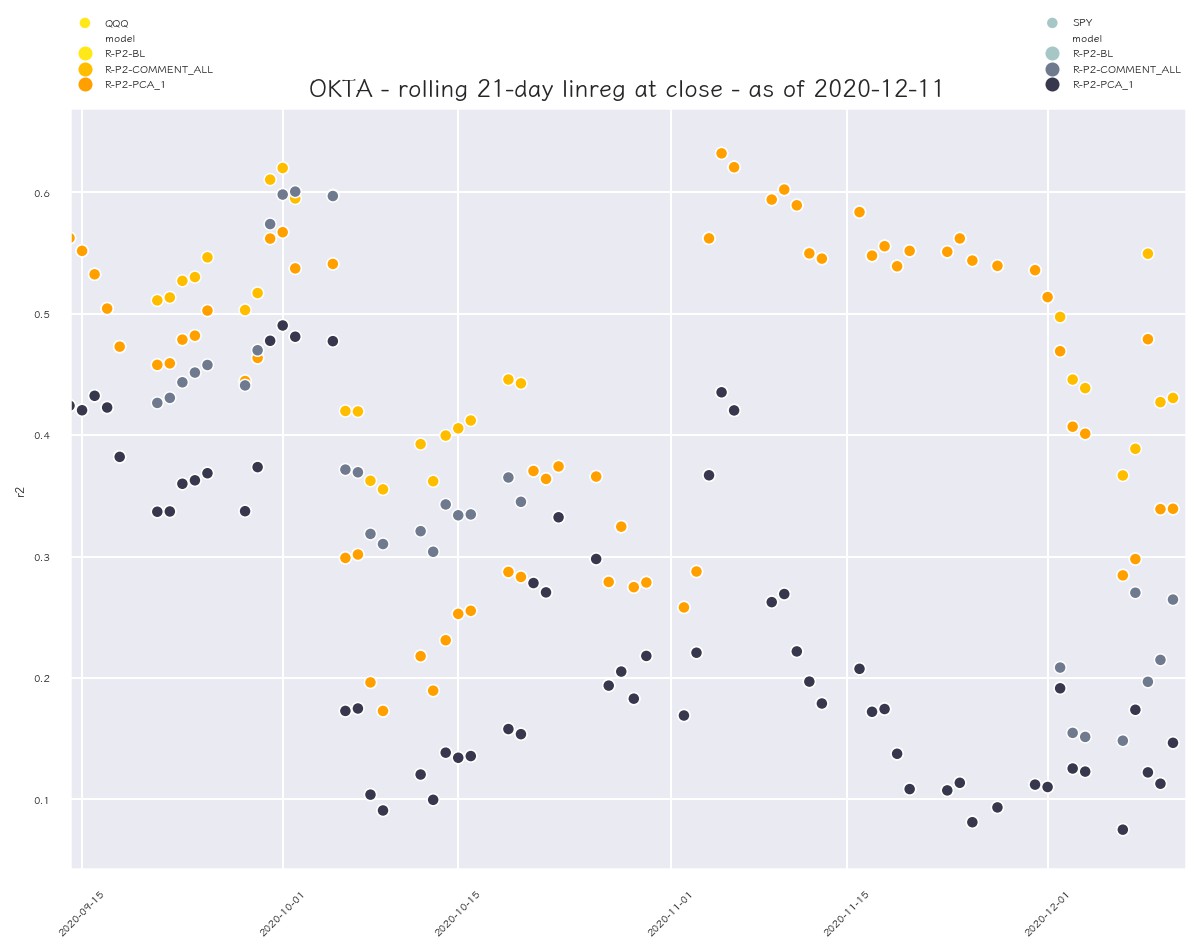 QQQ
model
R-P2-BL
R-P2-COMMENT_ALL
R-P2-PCA_1
SPY
model
R-P2-BL
R-P2-COMMENT_ALL
R-P2-PCA_1
OKTA - rolling 21-day linreg at close - as of 2020-12-11
0.6
0.5
0.4
0.3
0.2
0.1
r2
2020-09-15
2020-10-01
2020-10-15
2020-11-01
2020-11-15
2020-12-01